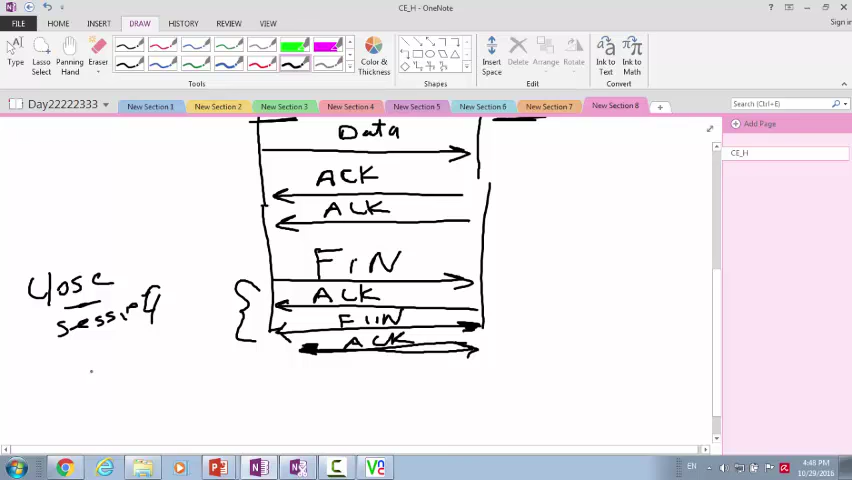 CE_H - OneNote
FILE HOME INSERT DRAW HISTORY REVIEW VIEW
Sign in
Type Lasso Select Panning Hand Eraser
Color & Thickness
Insert Space Delete Arrange Rotate
Ink to Text Ink to Math
Tools Shapes Edit Convert
Day22222333 New Section 1 New Section 2 New Section 3 New Section 4 New Section 5 New Section 6 New Section 7 New Section 8
Search (Ctrl+E)
Add Page
CE_H
Data
ACK
ACK
FIN
ACK
FIIN
ACK
close
session
EN
4:48 PM
10/29/2016